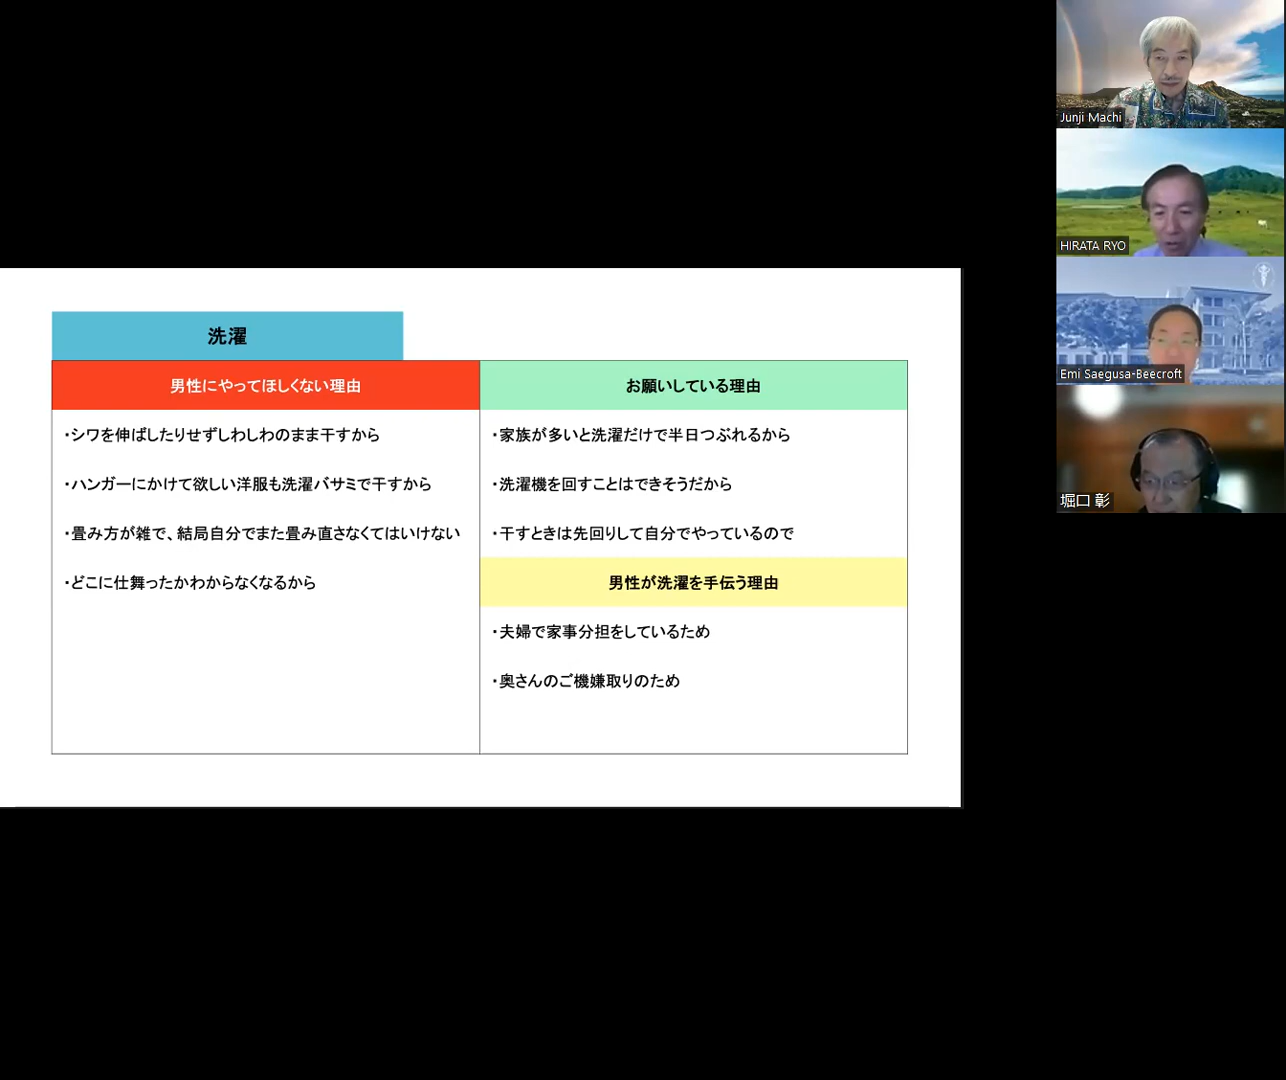 洗濯
男性にやってほしくない理由
お願いしている理由
・シワを伸ばしたりせずしわしわのまま干すから
・ハンガーにかけて欲しい洋服も洗濯バサミで干すから
・畳み方が雑で、結局自分でまた畳み直さなくてはいけない
・どこに仕舞ったかわからなくなるから
・家族が多いと洗濯だけで半日つぶれるから
・洗濯機を回すことはできそうだから
・干すときは先回りして自分でやっているので
男性が洗濯を手伝う理由
・夫婦で家事分担をしているため
・奥さんのご機嫌取りのため
Junji Machi
HIRATA RYO
Emi Saegusa-Beecroft
堀口 彰